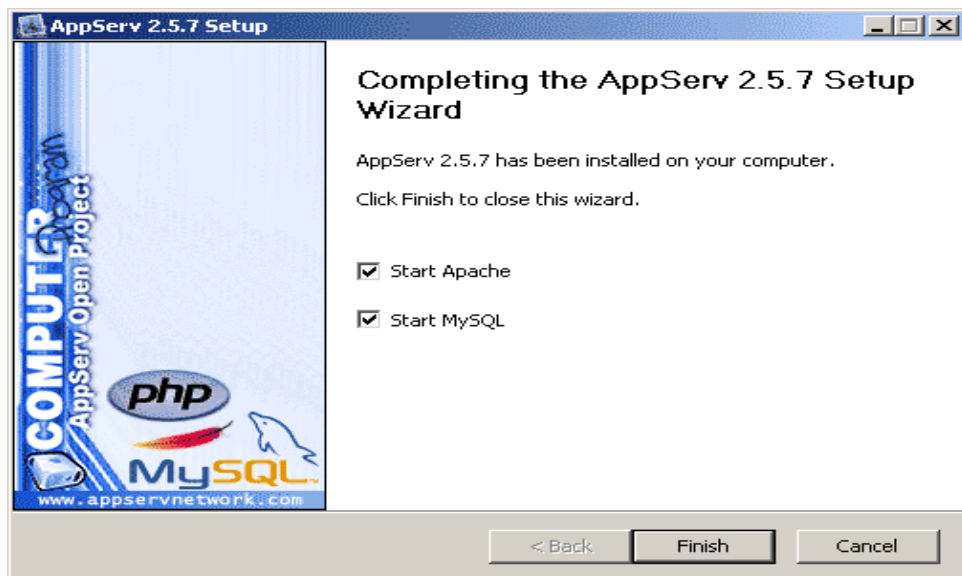 AppServ 2.5.7 Setup
Completing the AppServ 2.5.7 Setup
Wizard
AppServ 2.5.7 has been installed on your computer.
Click Finish to close this wizard.
Start Apache
Start MySQL
COMPUTER
Program
AppServ Open Project
php
MySQL
www.appservnetwork.com
< Back
Finish
Cancel